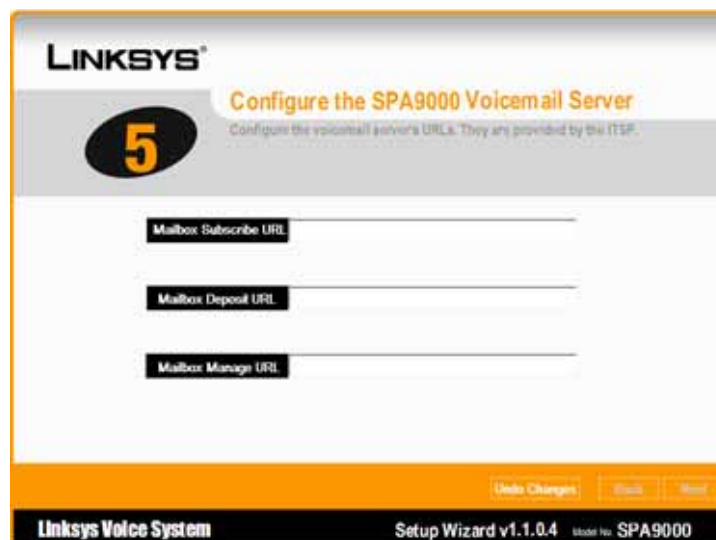 LINKSYS®
5
Configure the SPA9000 Voicemail Server
Configure the voicemail server's URLs. They are provided by the ITSP.
Mailbox Subscribe URL
Mailbox Deposit URL
Mailbox Manage URL
Undo Changes Back Next
Linksys Voice System Setup Wizard v1.1.0.4 Model No. SPA9000